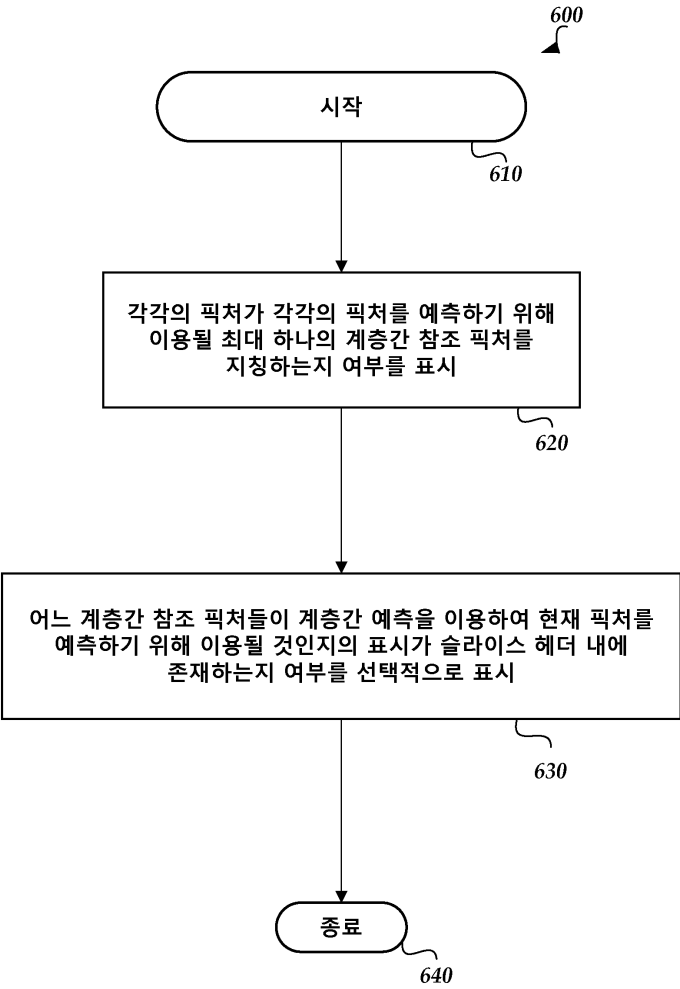 600
시작
610
각각의 픽처가 각각의 픽처를 예측하기 위해
이용될 최대 하나의 계층간 참조 픽처를
지칭하는지 여부를 표시
620
어느 계층간 참조 픽처들이 계층간 예측을 이용하여 현재 픽처를
예측하기 위해 이용될 것인지의 표시가 슬라이스 헤더 내에
존재하는지 여부를 선택적으로 표시
630
종료
640